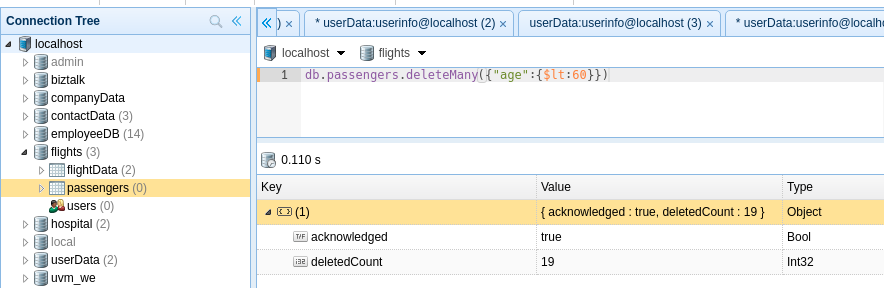 Connection Tree
localhost
admin
biztalk
companyData
contactData (3)
employeeDB (14)
flights (3)
flightData (2)
passengers (0)
users (0)
hospital (2)
local
userData (2)
uvm_we
) ×
* userData:userinfo@localhost (2) ×
userData:userinfo@localhost (3) ×
* userData:userinfo@localh
localhost flights
1 db.passengers.deleteMany({"age":{$lt:60}})
0.110 s
Key Value Type
(1) { acknowledged : true, deletedCount : 19 } Object
T/F acknowledged true Bool
i32 deletedCount 19 Int32